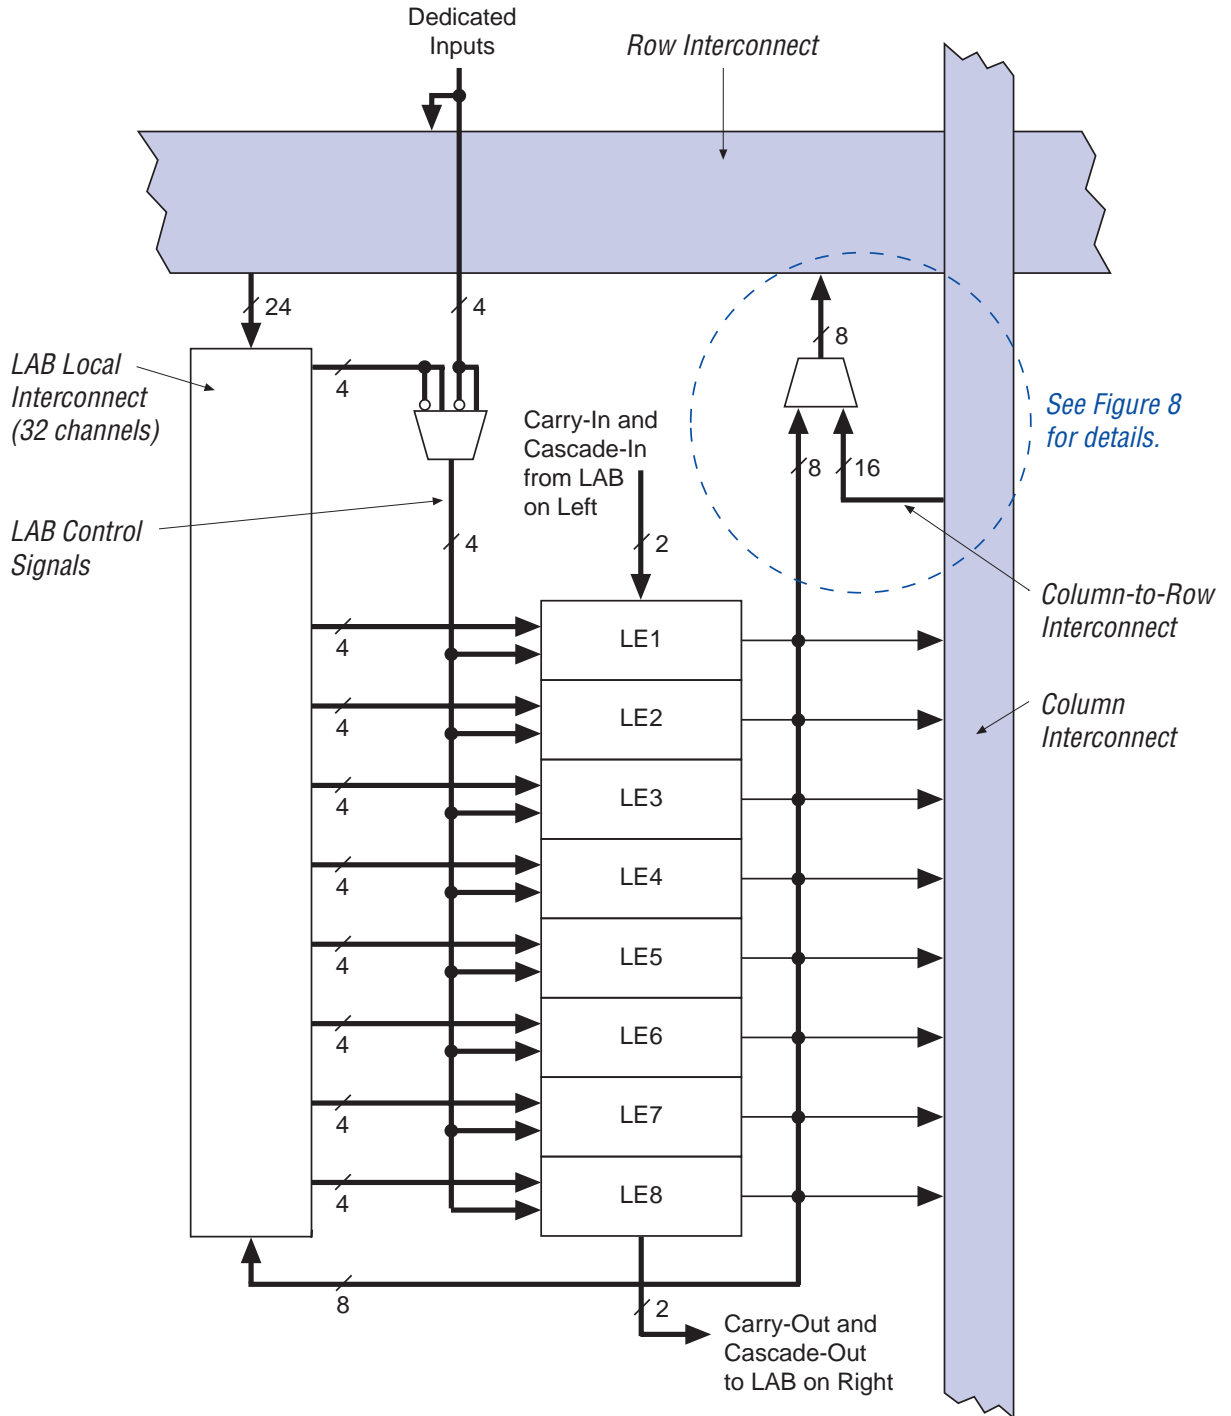 Dedicated
Inputs
Row Interconnect
24
4
8
LAB Local
Interconnect
(32 channels)
4
See Figure 8
for details.
Carry-In and
Cascade-In
from LAB
on Left
8
16
LAB Control
Signals
4
2
Column-to-Row
Interconnect
LE1
4
Column
Interconnect
LE2
4
LE3
4
LE4
4
LE5
4
LE6
4
LE7
4
LE8
4
8
2
Carry-Out and
Cascade-Out
to LAB on Right